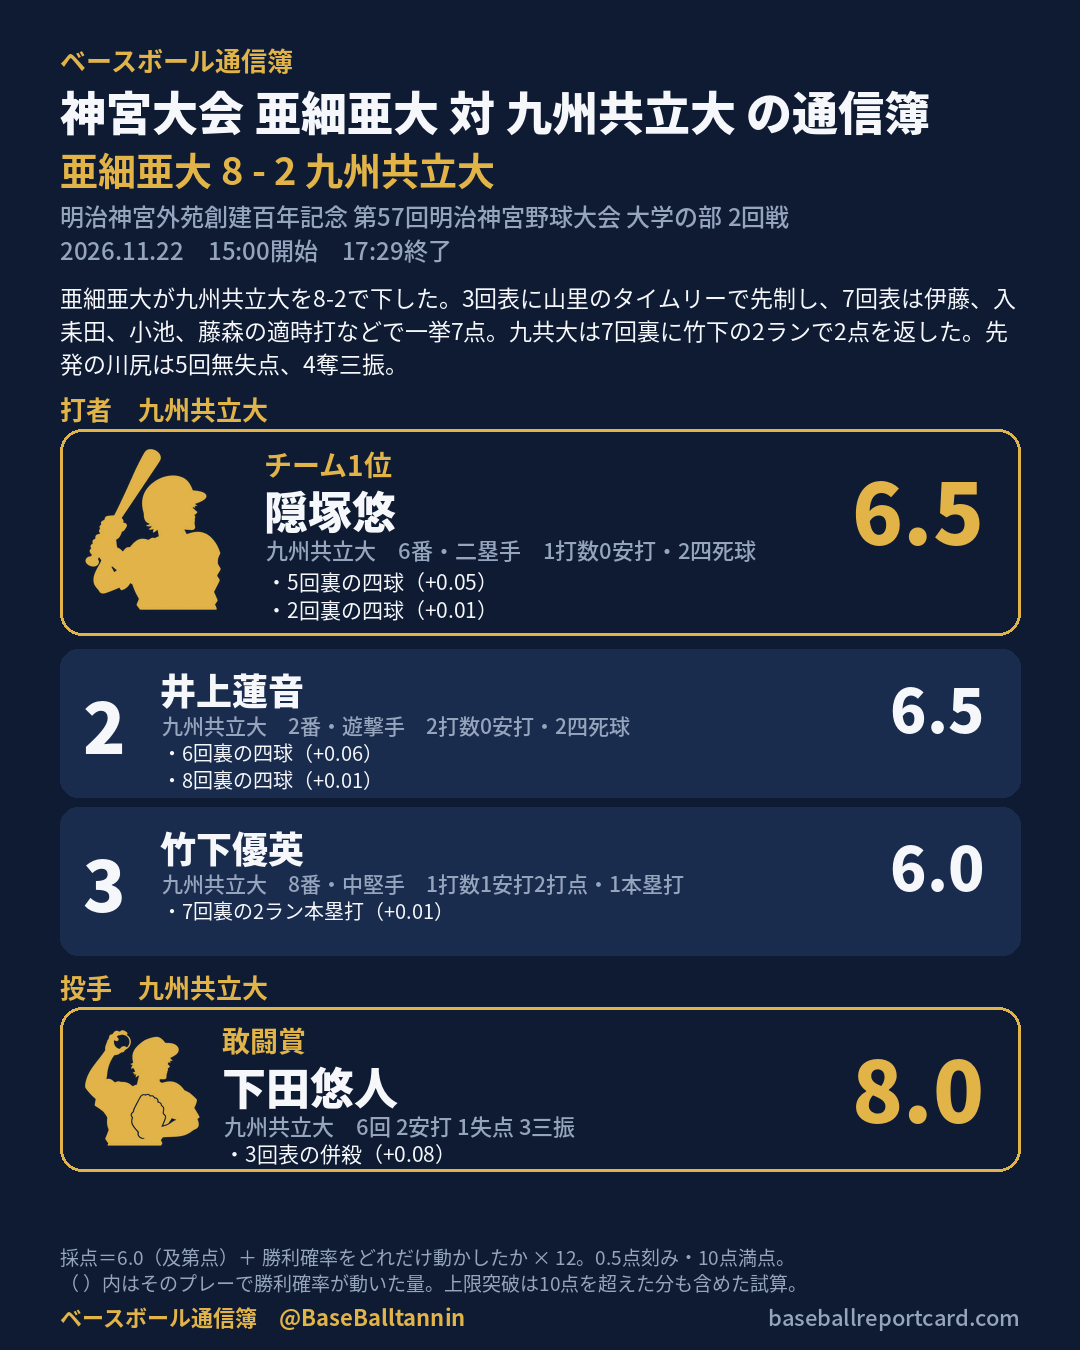 ベースボール通信簿
神宮大会 亜細亜大 対 九州共立大 の通信簿
亜細亜大 8 - 2 九州共立大
明治神宮外苑創建百年記念 第57回明治神宮野球大会 大学の部 2回戦
2026.11.22　15:00開始　17:29終了
亜細亜大が九州共立大を8-2で下した。3回表に山里のタイムリーで先制し、7回表は伊藤、入
耒田、小池、藤森の適時打などで一挙7点。九共大は7回裏に竹下の2ランで2点を返した。先
発の川尻は5回無失点、4奪三振。
打者　九州共立大
チーム1位
隠塚悠
九州共立大　6番・二塁手　1打数0安打・2四死球
・5回裏の四球（+0.05）
・2回裏の四球（+0.01）
6.5
2
井上蓮音
九州共立大　2番・遊撃手　2打数0安打・2四死球
・6回裏の四球（+0.06）
・8回裏の四球（+0.01）
6.5
3
竹下優英
九州共立大　8番・中堅手　1打数1安打2打点・1本塁打
・7回裏の2ラン本塁打（+0.01）
6.0
投手　九州共立大
敢闘賞
下田悠人
九州共立大　6回 2安打 1失点 3三振
・3回表の併殺（+0.08）
8.0
採点＝6.0（及第点）＋ 勝利確率をどれだけ動かしたか × 12。0.5点刻み・10点満点。
（ ）内はそのプレーで勝利確率が動いた量。上限突破は10点を超えた分も含めた試算。
ベースボール通信簿　@BaseBalltannin
baseballreportcard.com